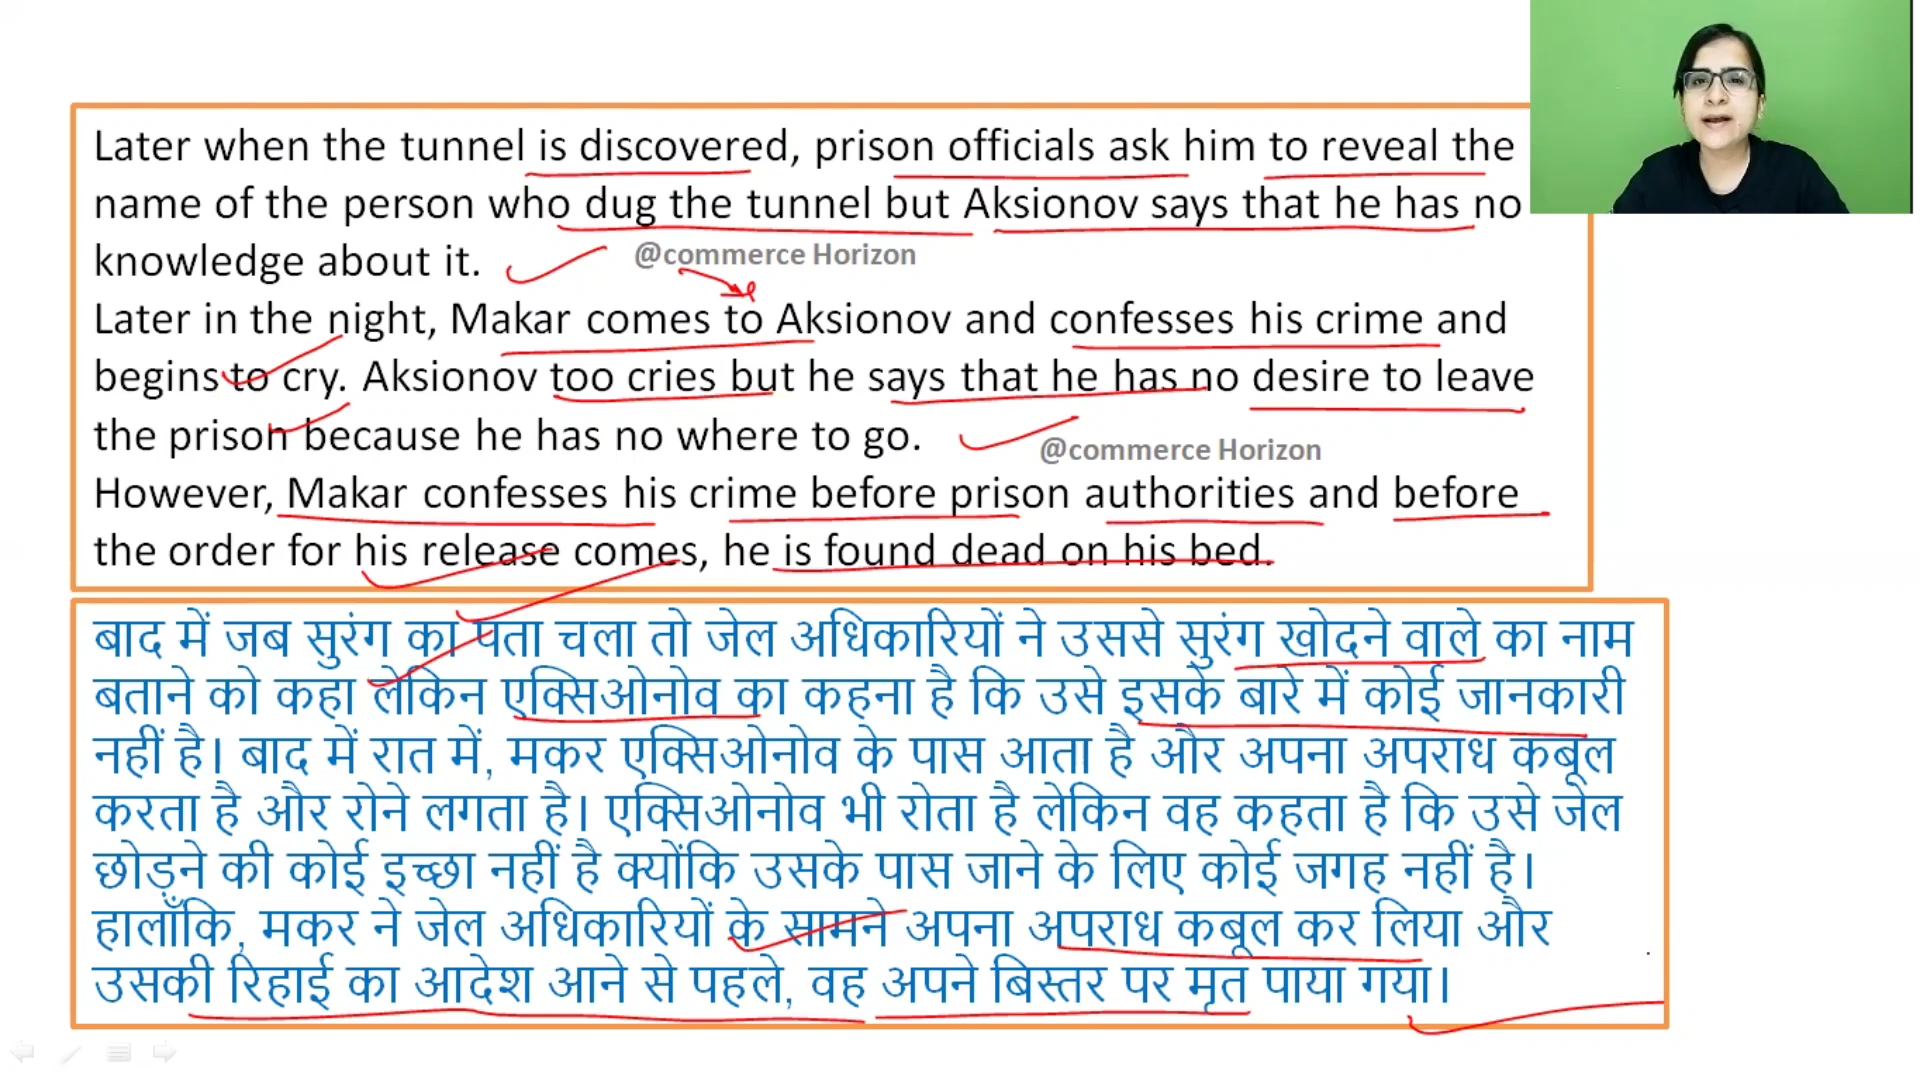 Later when the tunnel is discovered, prison officials ask him to reveal the
name of the person who dug the tunnel but Aksionov says that he has no
knowledge about it.
@commerce Horizon
Later in the night, Makar comes to Aksionov and confesses his crime and
begins to cry. Aksionov too cries but he says that he has no desire to leave
the prison because he has no where to go.
@commerce Horizon
However, Makar confesses his crime before prison authorities and before
the order for his release comes, he is found dead on his bed.
बाद में जब सुरंग का पता चला तो जेल अधिकारियों ने उससे सुरंग खोदने वाले का नाम
बताने को कहा लेकिन एक्सिओनोव का कहना है कि उसे इसके बारे में कोई जानकारी
नहीं है। बाद में रात में, मकर एक्सिओनोव के पास आता है और अपना अपराध कबूल
करता है और रोने लगता है। एक्सिओनोव भी रोता है लेकिन वह कहता है कि उसे जेल
छोड़ने की कोई इच्छा नहीं है क्योंकि उसके पास जाने के लिए कोई जगह नहीं है।
हालाँकि, मकर ने जेल अधिकारियों के सामने अपना अपराध कबूल कर लिया और
उसकी रिहाई का आदेश आने से पहले, वह अपने बिस्तर पर मृत पाया गया।